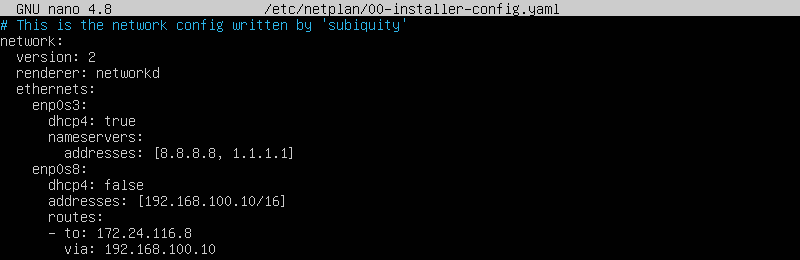 GNU nano 4.8 /etc/netplan/00-installer-config.yaml
# This is the network config written by 'subiquity'
network:
  version: 2
  renderer: networkd
  ethernets:
    enp0s3:
      dhcp4: true
      nameservers:
        addresses: [8.8.8.8, 1.1.1.1]
    enp0s8:
      dhcp4: false
      addresses: [192.168.100.10/16]
      routes:
      - to: 172.24.116.8
        via: 192.168.100.10